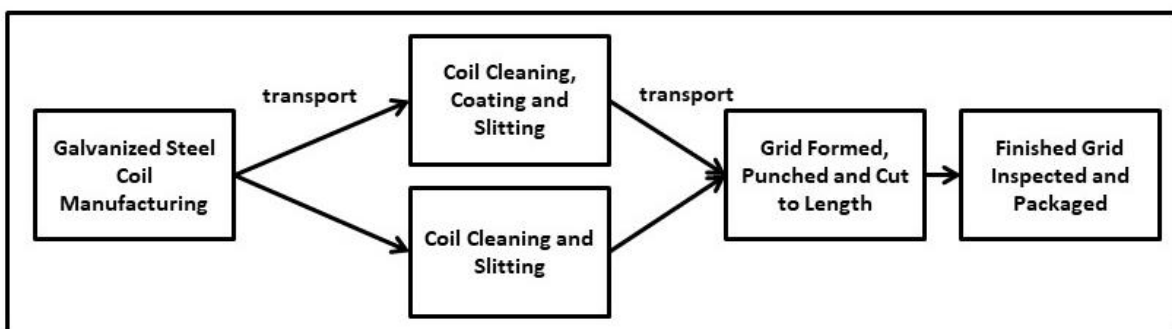 Galvanized Steel
Coil
Manufacturing
transport
Coil Cleaning,
Coating and
Slitting
Coil Cleaning and
Slitting
transport
Grid Formed,
Punched and Cut
to Length
Finished Grid
Inspected and
Packaged